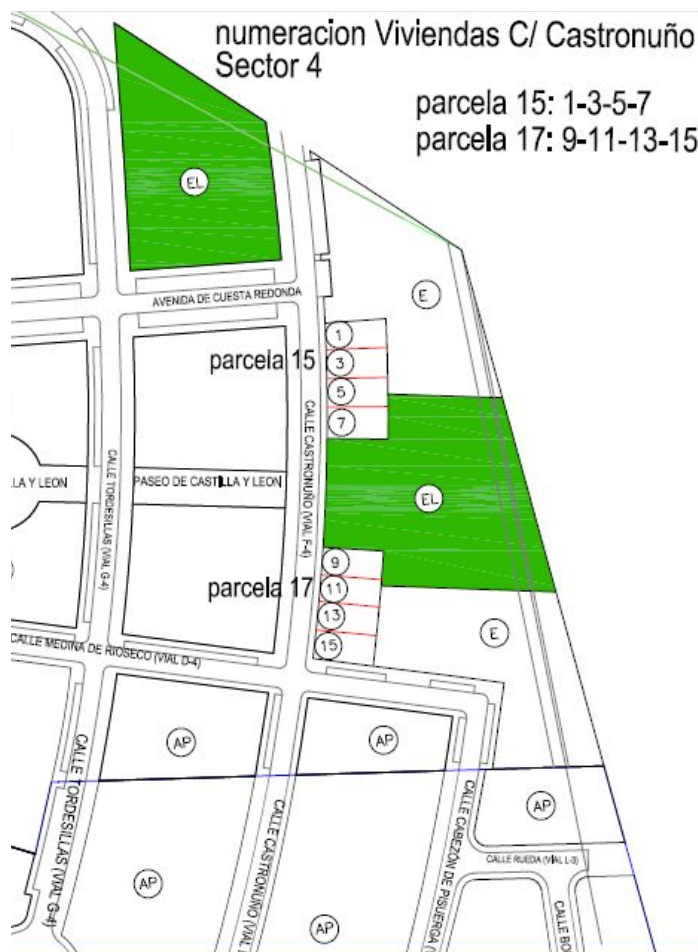 numeracion Viviendas C/ Castronuño
Sector 4
parcela 15: 1-3-5-7
parcela 17: 9-11-13-15
EL
E
AVENIDA DE CUESTA REDONDA
parcela 15
1
3
5
7
CALLE CASTRONUÑO (VIAL F-4)
CALLE TORDESILLAS (VIAL G-4)
LLA Y LEON
PASEO DE CASTILLA Y LEON
EL
parcela 17
9
11
13
15
E
CALLE MEDINA DE RIOSECO (VIAL D-4)
AP
AP
CALLE TORDESILLAS (VIAL G-4)
CALLE CASTRONUÑO (VIAL
CALLE CABEZÓN DE PISUERGA (
AP
CALLE RUEDA (VIAL L-3)
AP
AP
CALLE BO